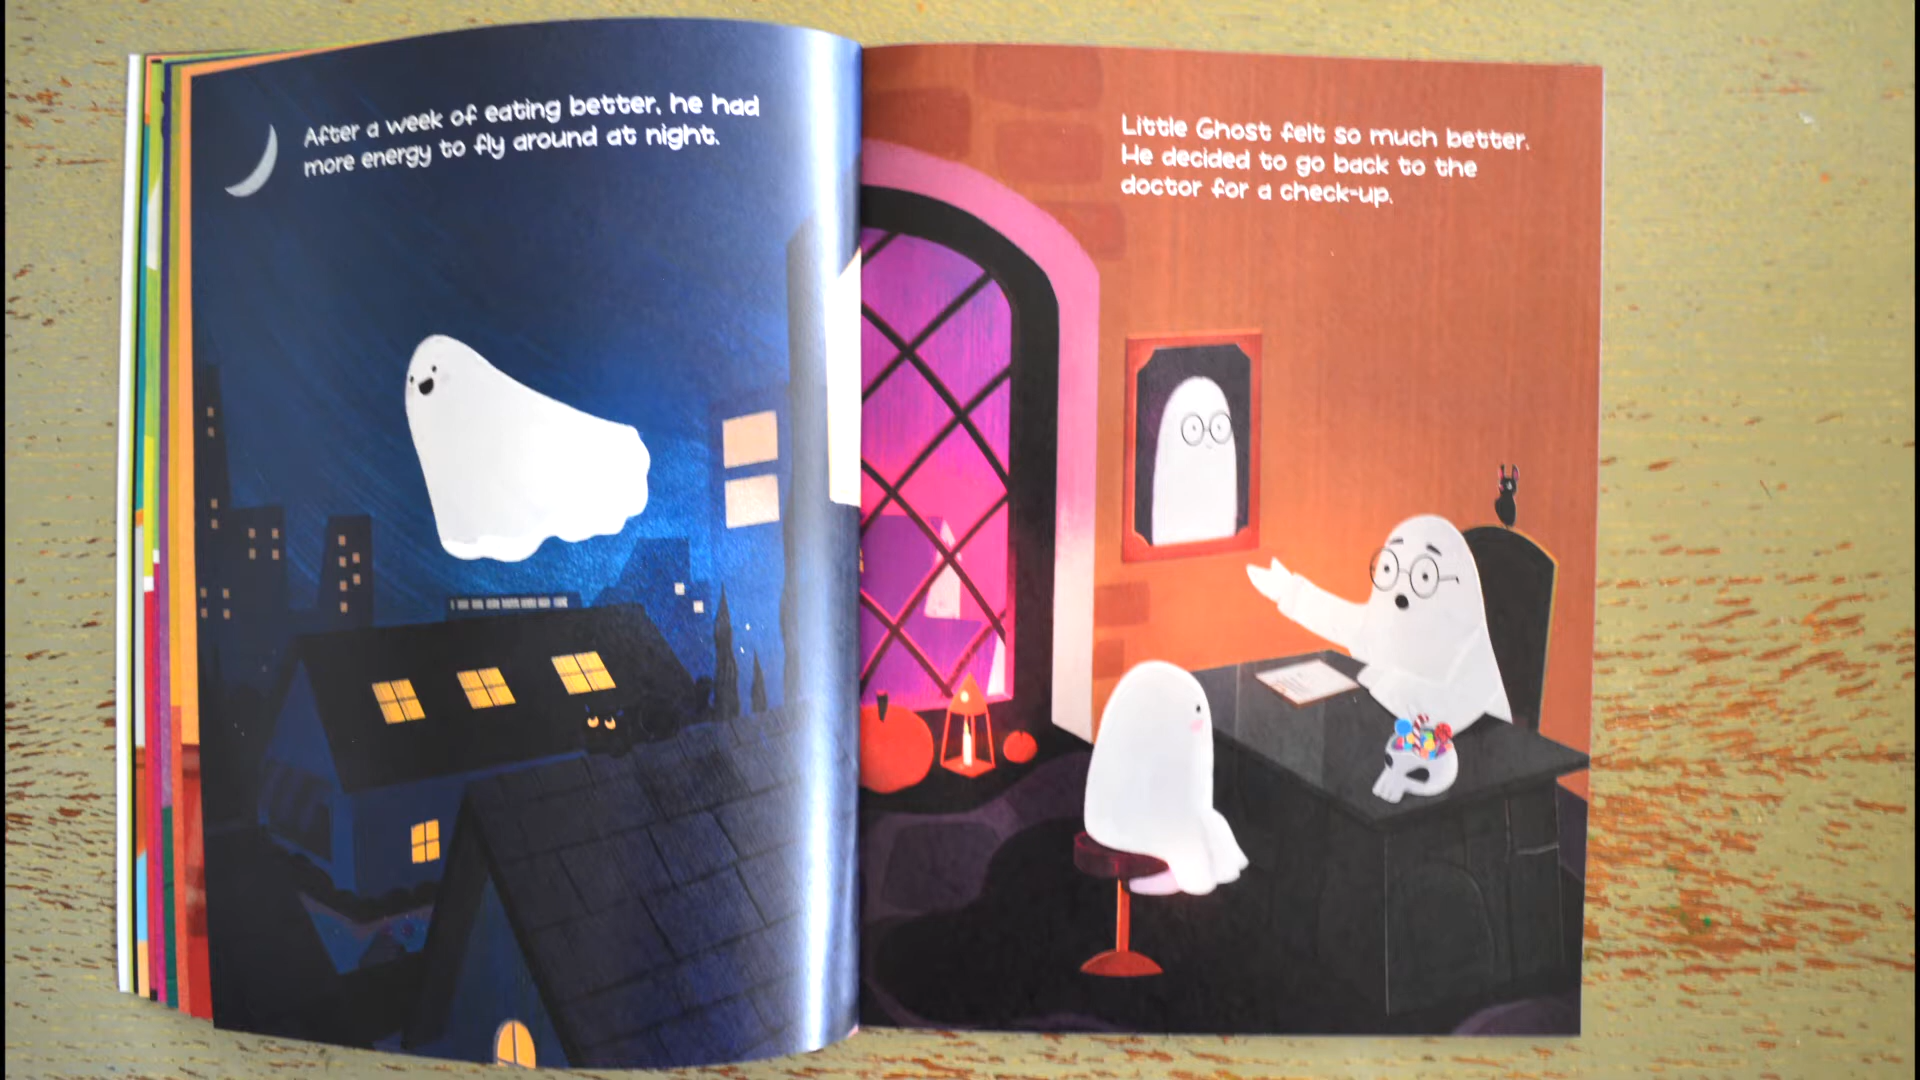 After a week of eating better, he had
more energy to fly around at night.
Little Ghost felt so much better.
He decided to go back to the
doctor for a check-up.